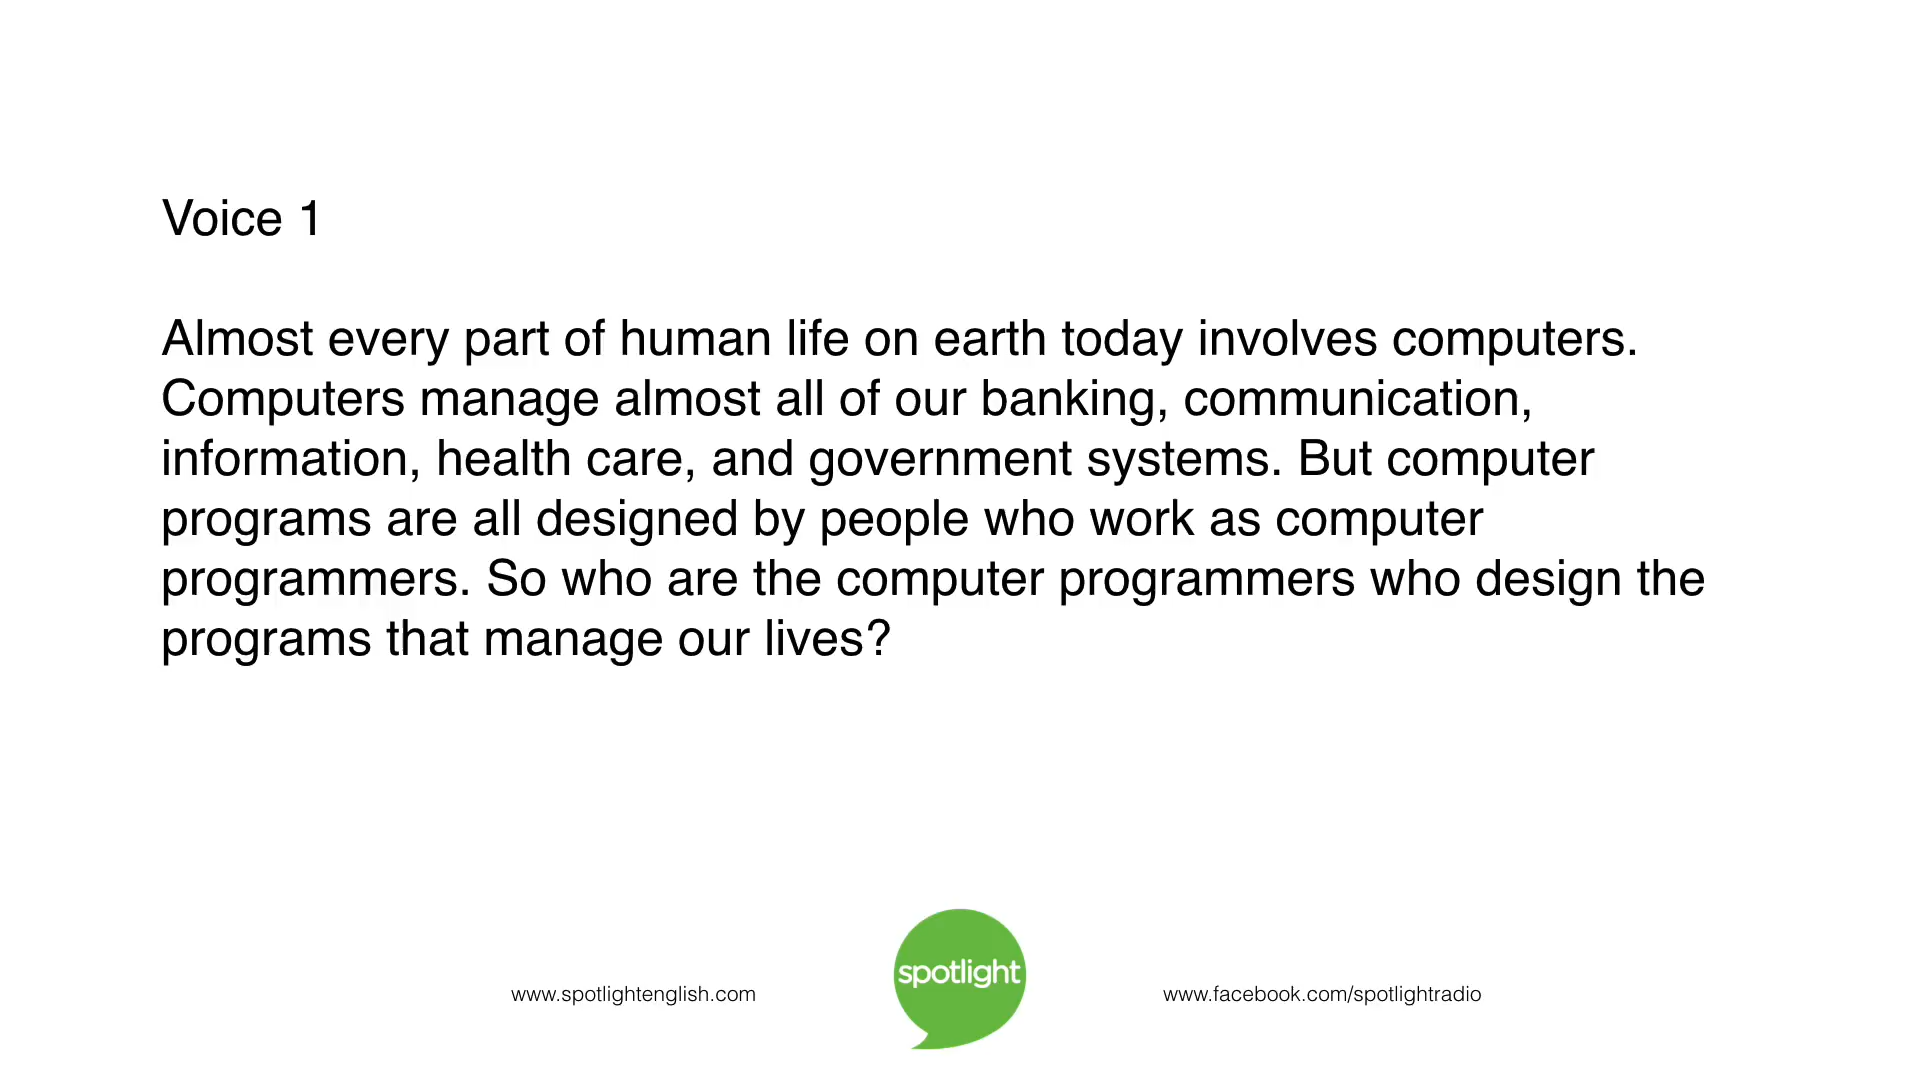 Voice 1
Almost every part of human life on earth today involves computers.
Computers manage almost all of our banking, communication,
information, health care, and government systems. But computer
programs are all designed by people who work as computer
programmers. So who are the computer programmers who design the
programs that manage our lives?
spotlight
www.spotlightenglish.com
www.facebook.com/spotlightradio